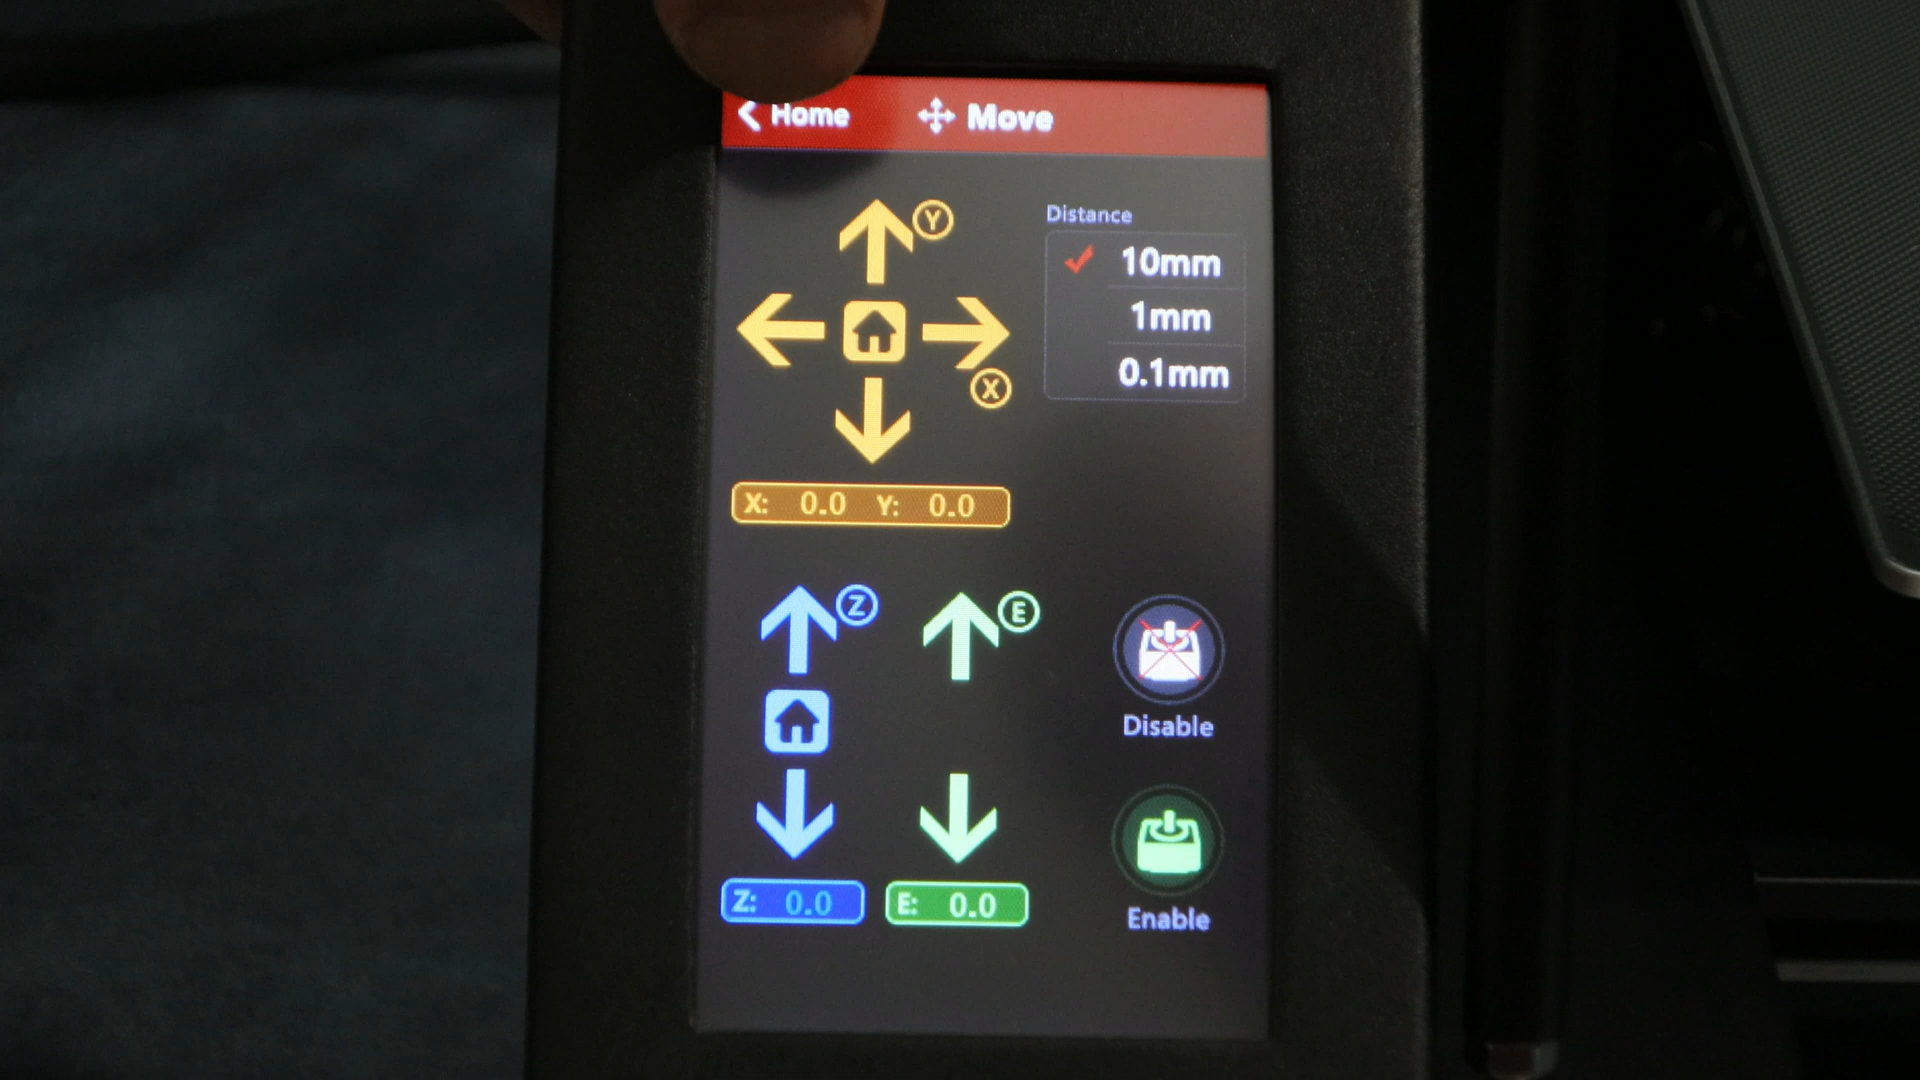 Home Move
Y
Distance
10mm
1mm
0.1mm
X
X: 0.0 Y: 0.0
Z
E
Disable
Enable
Z: 0.0
E: 0.0